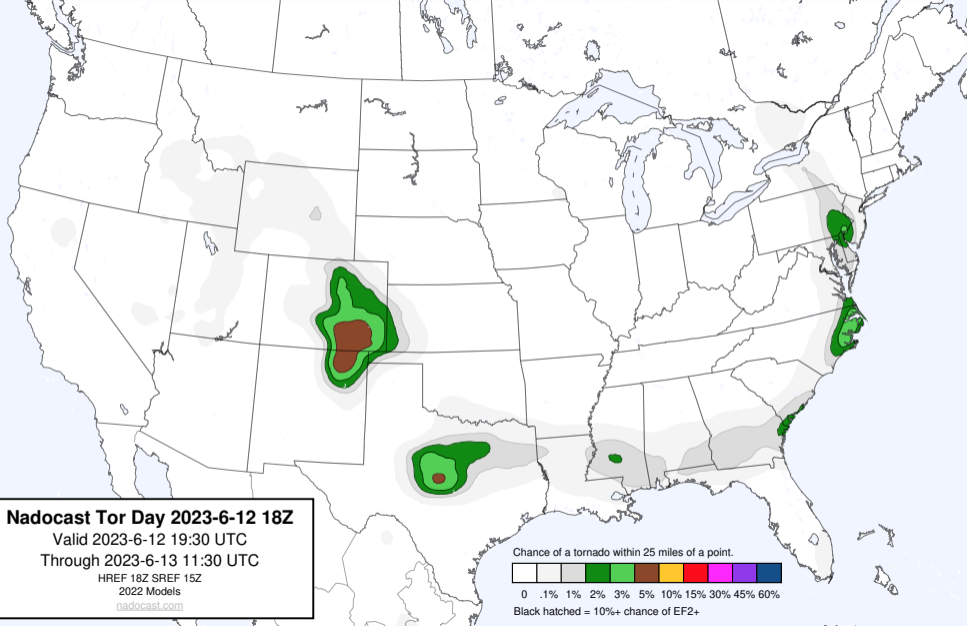 Nadocast Tor Day 2023-6-12 18Z
Valid 2023-6-12 19:30 UTC
Through 2023-6-13 11:30 UTC
HREF 18Z SREF 15Z
2022 Models
nadocast.com
Chance of a tornado within 25 miles of a point.
0 .1% 1% 2% 3% 5% 10% 15% 30% 45% 60%
Black hatched = 10%+ chance of EF2+